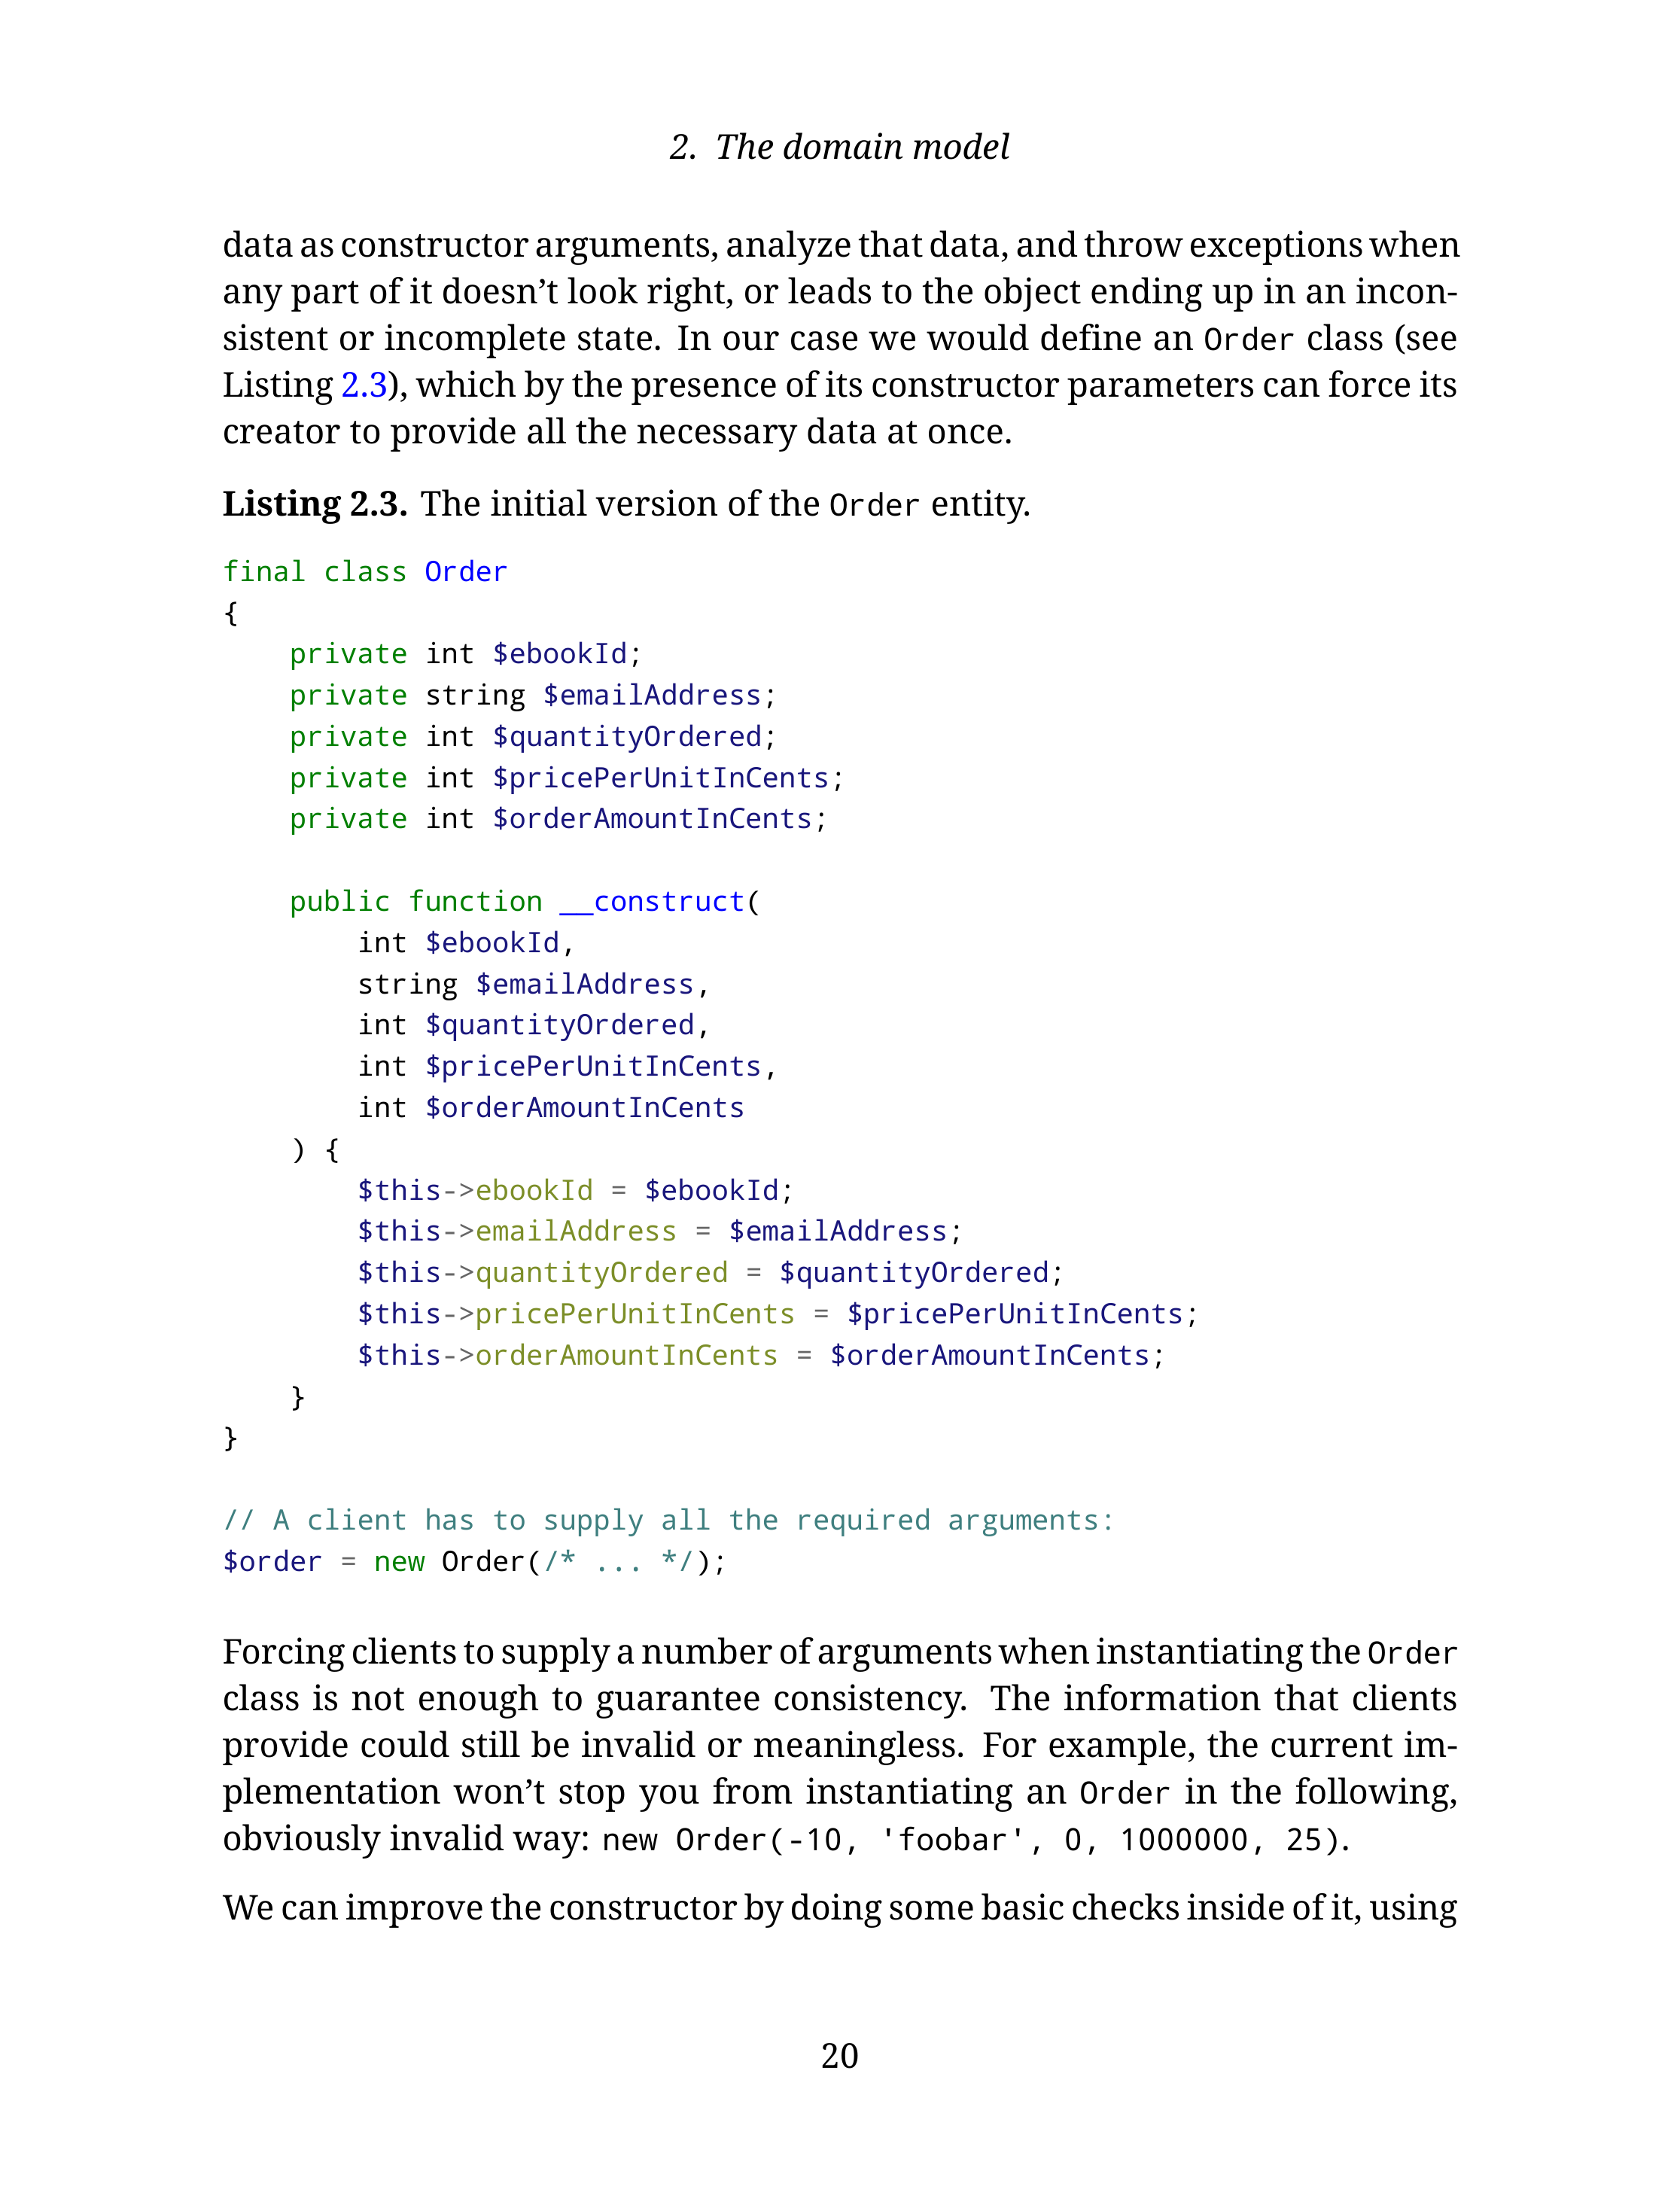 2. The domain model
data as constructor arguments, analyze that data, and throw exceptions when
any part of it doesn’t look right, or leads to the object ending up in an incon-
sistent or incomplete state. In our case we would define an Order class (see
Listing 2.3), which by the presence of its constructor parameters can force its
creator to provide all the necessary data at once.
Listing 2.3. The initial version of the Order entity.
final class Order
{
    private int $ebookId;
    private string $emailAddress;
    private int $quantityOrdered;
    private int $pricePerUnitInCents;
    private int $orderAmountInCents;

    public function __construct(
        int $ebookId,
        string $emailAddress,
        int $quantityOrdered,
        int $pricePerUnitInCents,
        int $orderAmountInCents
    ) {
        $this->ebookId = $ebookId;
        $this->emailAddress = $emailAddress;
        $this->quantityOrdered = $quantityOrdered;
        $this->pricePerUnitInCents = $pricePerUnitInCents;
        $this->orderAmountInCents = $orderAmountInCents;
    }
}

// A client has to supply all the required arguments:
$order = new Order(/* ... */);
Forcing clients to supply a number of arguments when instantiating the Order
class is not enough to guarantee consistency. The information that clients
provide could still be invalid or meaningless. For example, the current im-
plementation won’t stop you from instantiating an Order in the following,
obviously invalid way: new Order(-10, 'foobar', 0, 1000000, 25).
We can improve the constructor by doing some basic checks inside of it, using
20